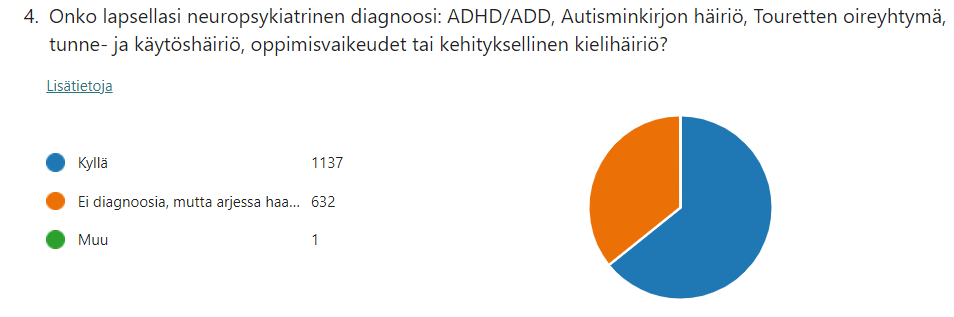 4. Onko lapsellasi neuropsykiatrinen diagnoosi: ADHD/ADD, Autisminkirjon häiriö, Touretten oireyhtymä,
tunne- ja käytöshäiriö, oppimisvaikeudet tai kehityksellinen kielihäiriö?
Lisätietoja
Kyllä 1137
Ei diagnoosia, mutta arjessa haa... 632
Muu 1